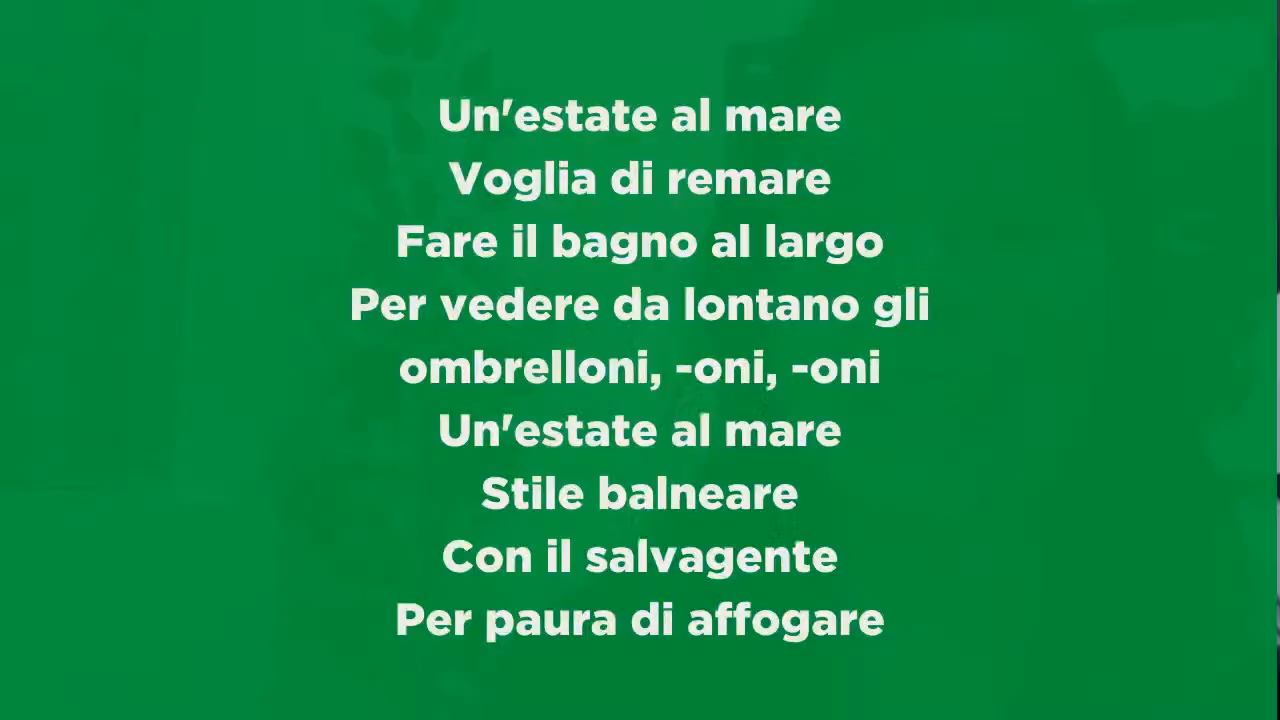 Un'estate al mare
Voglia di remare
Fare il bagno al largo
Per vedere da lontano gli
ombrelloni, -oni, -oni
Un'estate al mare
Stile balneare
Con il salvagente
Per paura di affogare